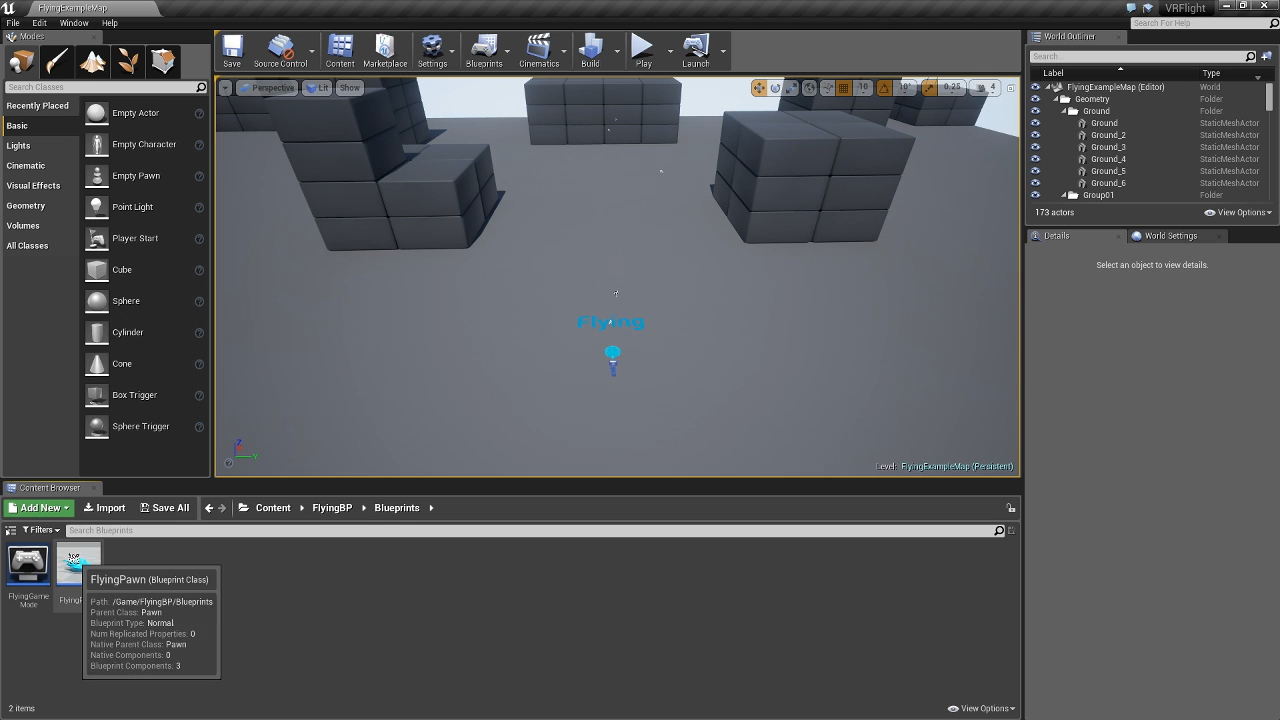 FlyingExampleMap
VRFlight
File Edit Window Help
Search For Help
Modes
Search Classes
Recently Placed
Basic
Lights
Cinematic
Visual Effects
Geometry
Volumes
All Classes
Empty Actor
Empty Character
Empty Pawn
Point Light
Player Start
Cube
Sphere
Cylinder
Cone
Box Trigger
Sphere Trigger
Save
Source Control
Content
Marketplace
Settings
Blueprints
Cinematics
Build
Play
Launch
Perspective
Lit
Show
10
10°
0.25
4
Flying
Z
Y
Level: FlyingExampleMap (Persistent)
World Outliner
Search
Label Type
FlyingExampleMap (Editor) World
Geometry Folder
Ground Folder
Ground StaticMeshActor
Ground_2 StaticMeshActor
Ground_3 StaticMeshActor
Ground_4 StaticMeshActor
Ground_5 StaticMeshActor
Ground_6 StaticMeshActor
Group01 Folder
173 actors
View Options
Details
World Settings
Select an object to view details.
Content Browser
Add New
Import
Save All
Content FlyingBP Blueprints
Filters
Search Blueprints
FlyingGame
Mode
FlyingPawn (Blueprint Class)
Path: /Game/FlyingBP/Blueprints
Parent Class: Pawn
Blueprint Type: Normal
Num Replicated Properties: 0
Native Parent Class: Pawn
Native Components: 0
Blueprint Components: 3
2 items
View Options